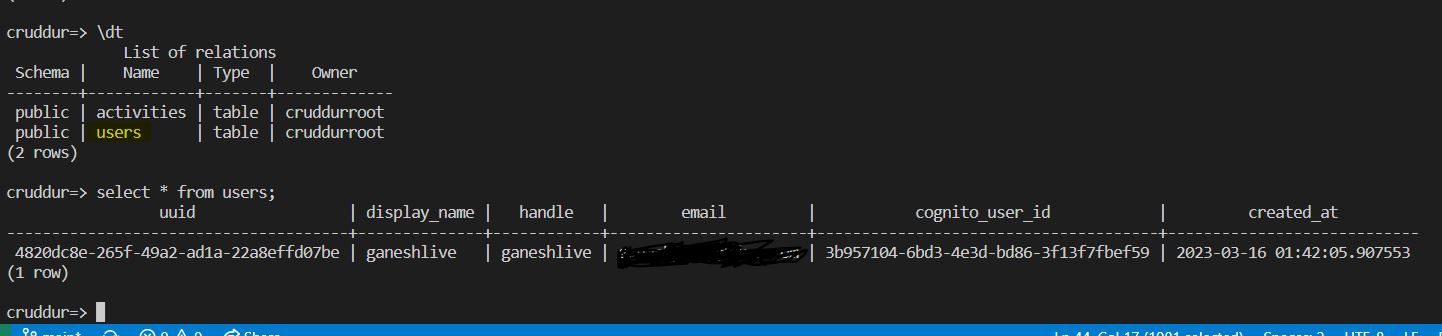 cruddur=> \dt
List of relations
Schema | Name | Type | Owner
--------+------------+-------+-------------
public | activities | table | cruddurroot
public | users | table | cruddurroot
(2 rows)
cruddur=> select * from users;
uuid | display_name | handle | email | cognito_user_id | created_at
--------------------------------------+--------------+------------+----------------------+--------------------------------------+----------------------------
4820dc8e-265f-49a2-ad1a-22a8effd07be | ganeshlive | ganeshlive | | 3b957104-6bd3-4e3d-bd86-3f13f7fbef59 | 2023-03-16 01:42:05.907553
(1 row)
cruddur=>